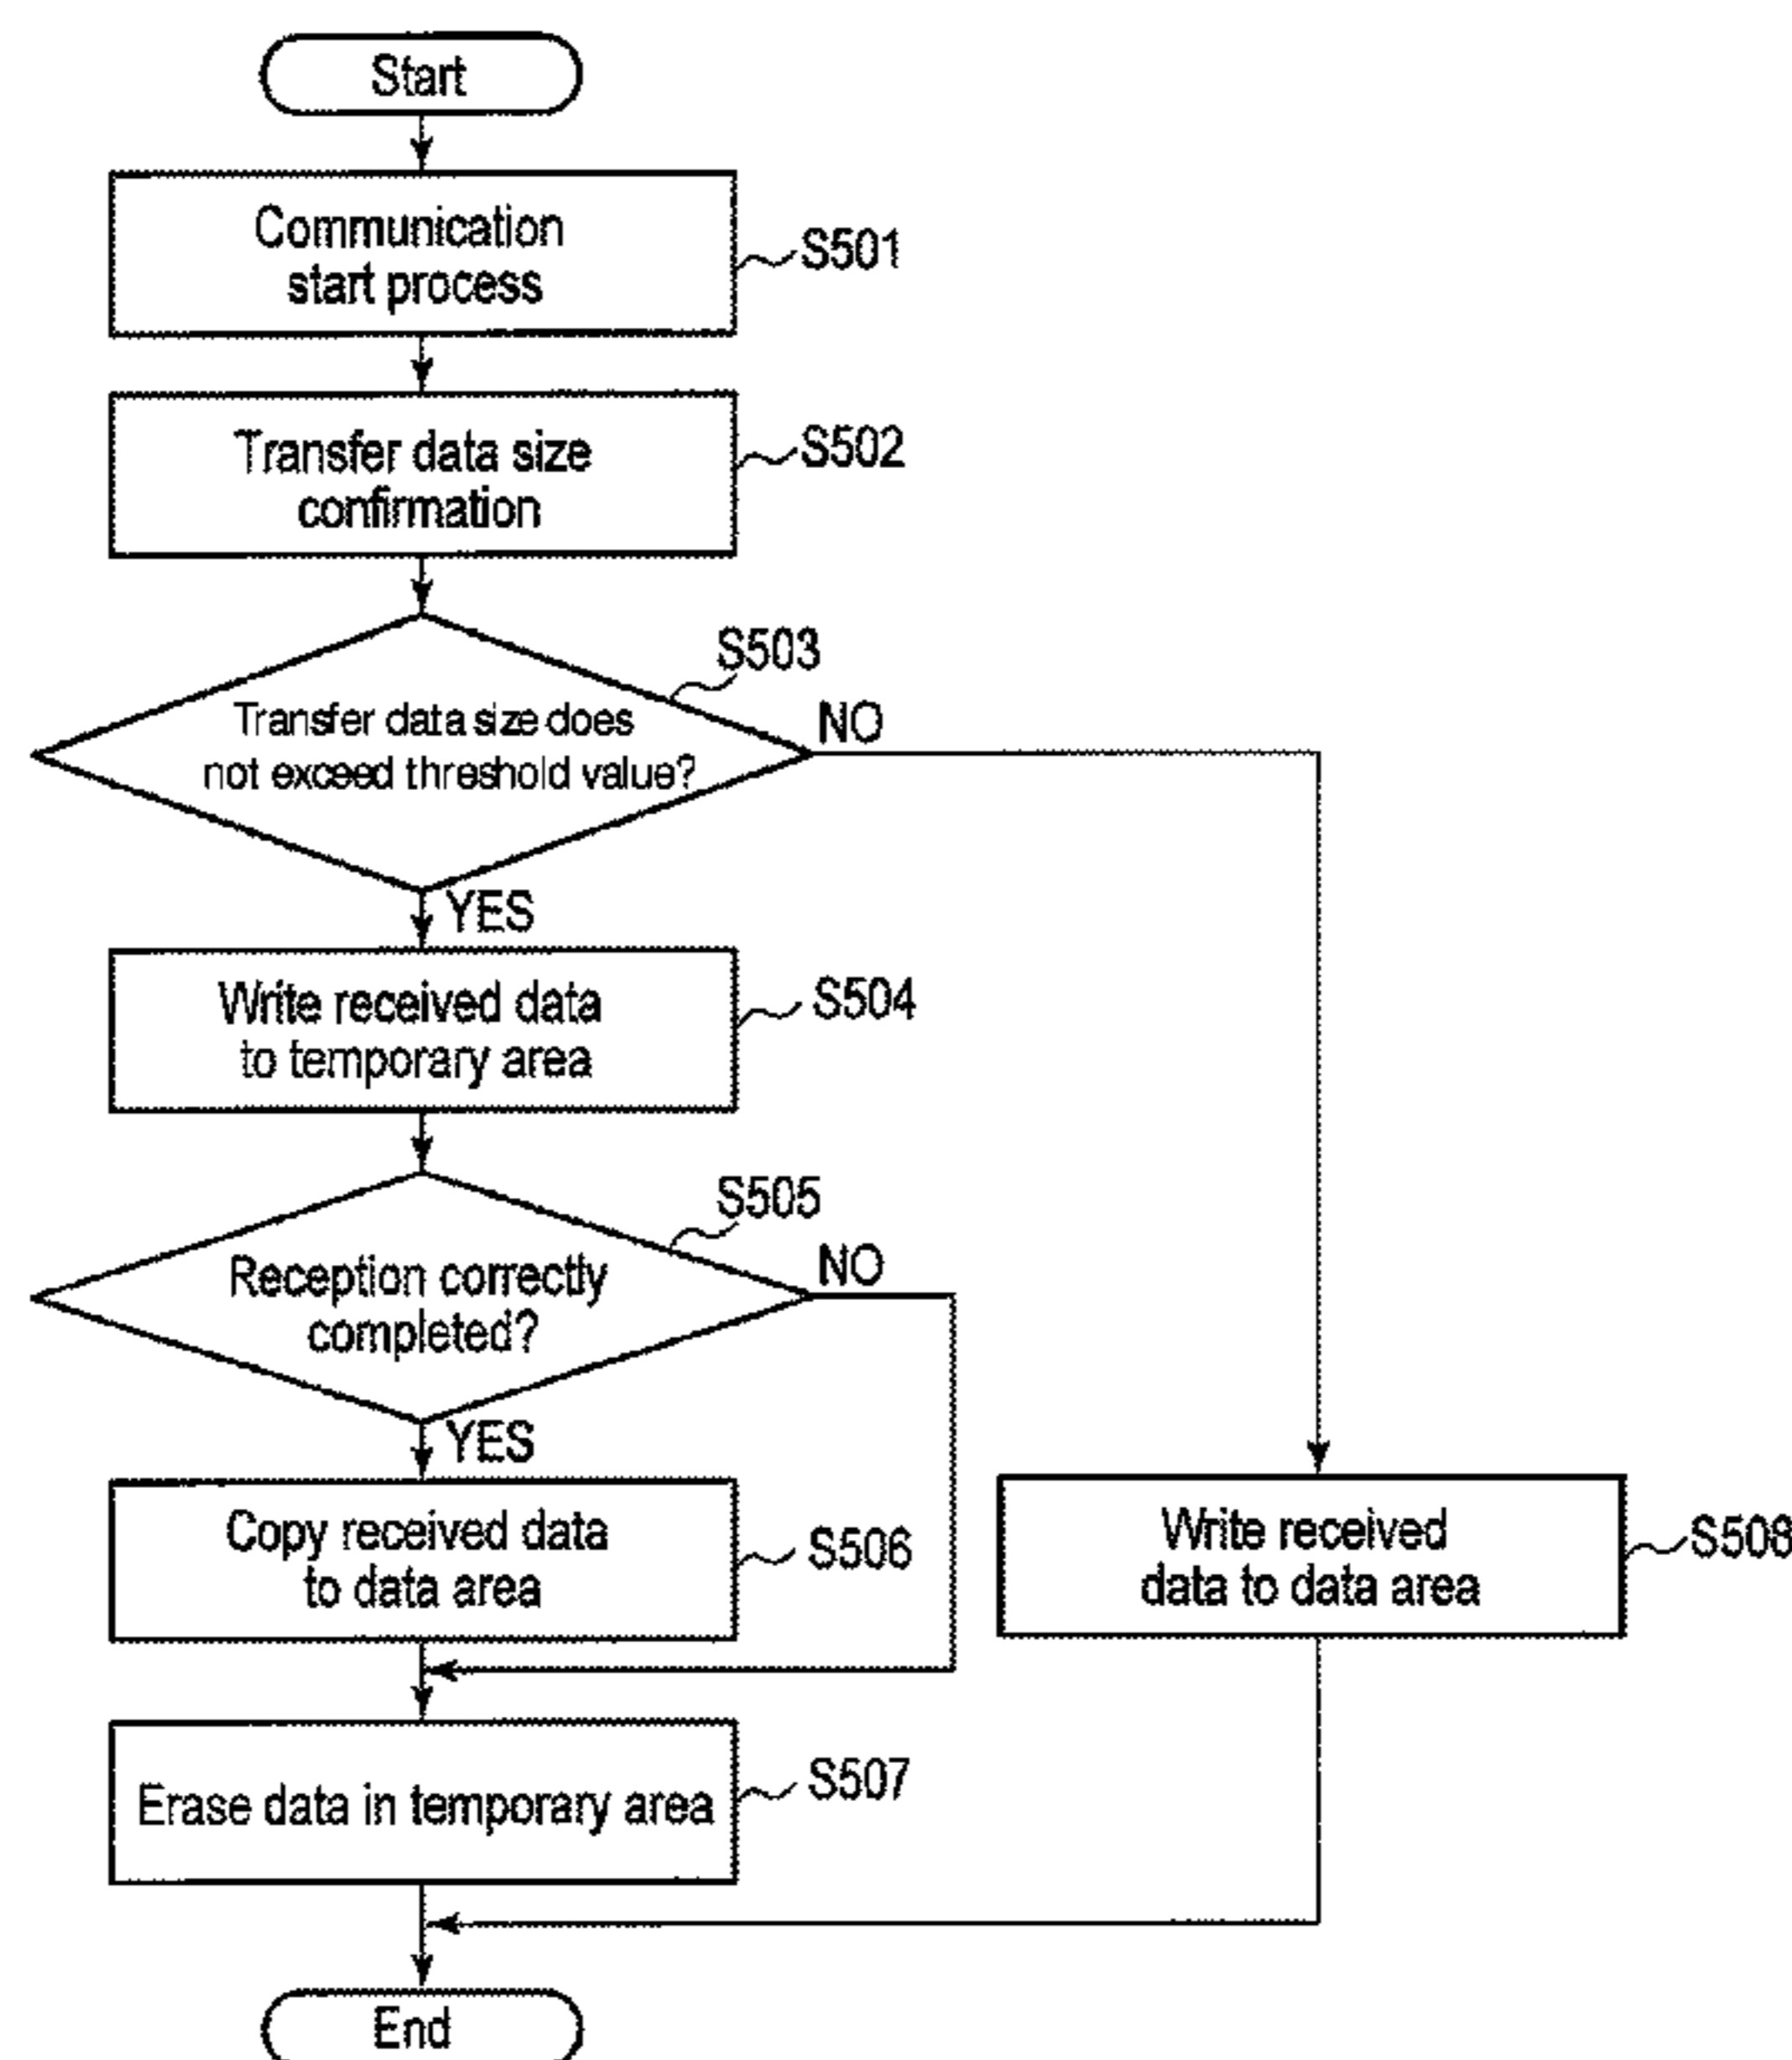 Start
Communication
start process
S501
Transfer data size
confirmation
S502
S503
Transfer data size does
not exceed threshold value?
NO
YES
Write received data
to temporary area
S504
S505
Reception correctly
completed?
NO
YES
Copy received data
to data area
S506
Write received
data to data area
S508
Erase data in temporary area
S507
End